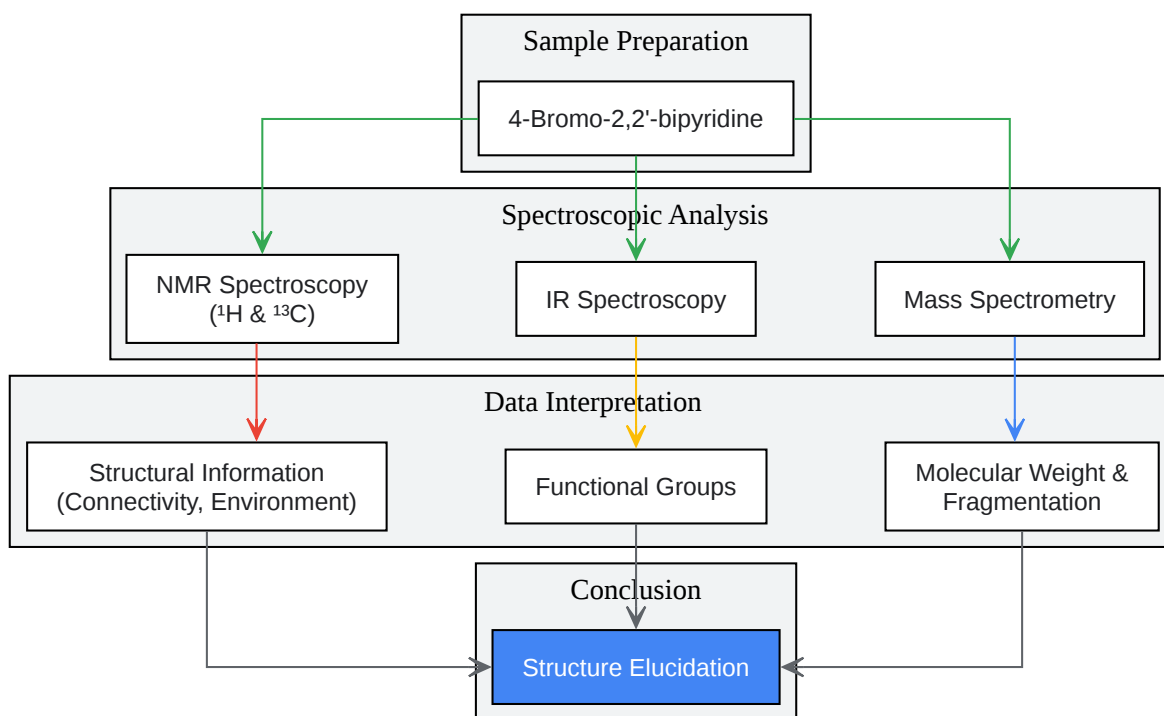 Sample Preparation
4-Bromo-2,2'-bipyridine
Spectroscopic Analysis
NMR Spectroscopy
(¹H & ¹³C)
IR Spectroscopy
Mass Spectrometry
Data Interpretation
Structural Information
(Connectivity, Environment)
Functional Groups
Molecular Weight &
Fragmentation
Conclusion
Structure Elucidation